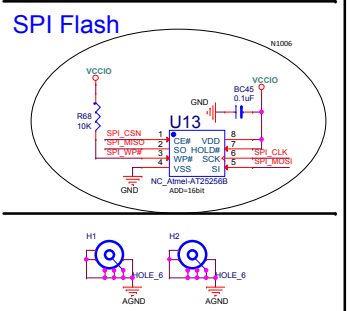 SPI Flash
N1006
VCCIO
VCCIO
BC45
0.1uF
GND
R68
10K
U13
SPI_CSN
1
CE#
VDD
8
SPI_MISO
2
SO
HOLD#
7
SPI_WP#
3
WP#
SCK
6
SPI_CLK
4
VSS
SI
5
SPI_MOSI
GND
NC_Atmel-AT25256B
ADD=16bit
H1
H2
HOLE_6
HOLE_6
AGND
AGND